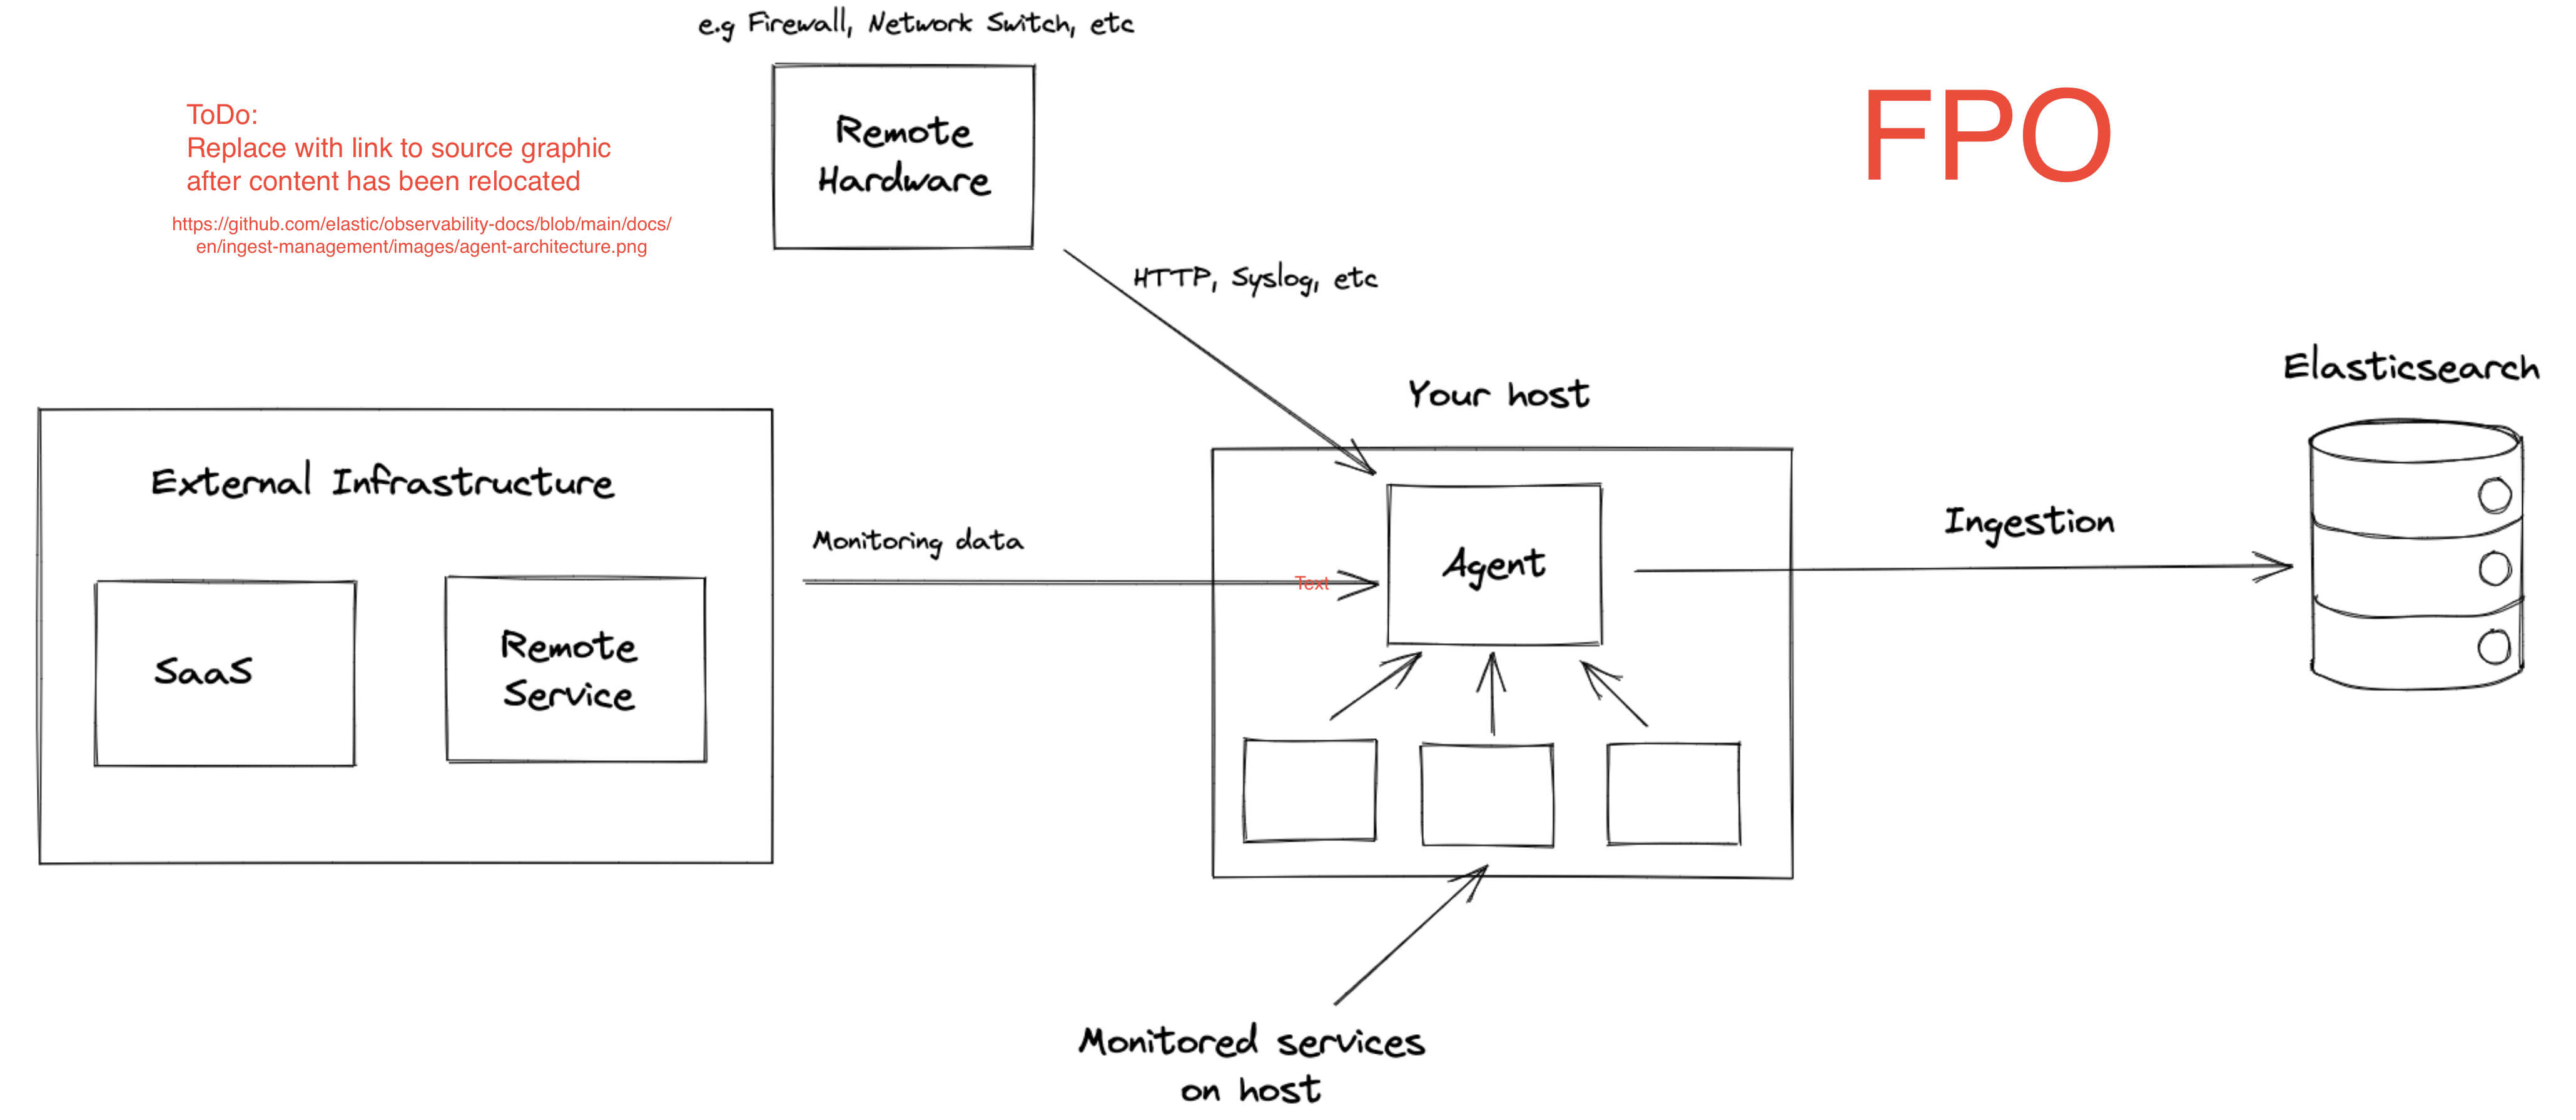 e.g Firewall, Network Switch, etc
ToDo:
Replace with link to source graphic
after content has been relocated
https://github.com/elastic/observability-docs/blob/main/docs/
en/ingest-management/images/agent-architecture.png
Remote
Hardware
FPO
HTTP, Syslog, etc
Your host
Elasticsearch
External Infrastructure
SaaS
Remote
Service
Monitoring data
Text
Agent
Ingestion
Monitored services
on host